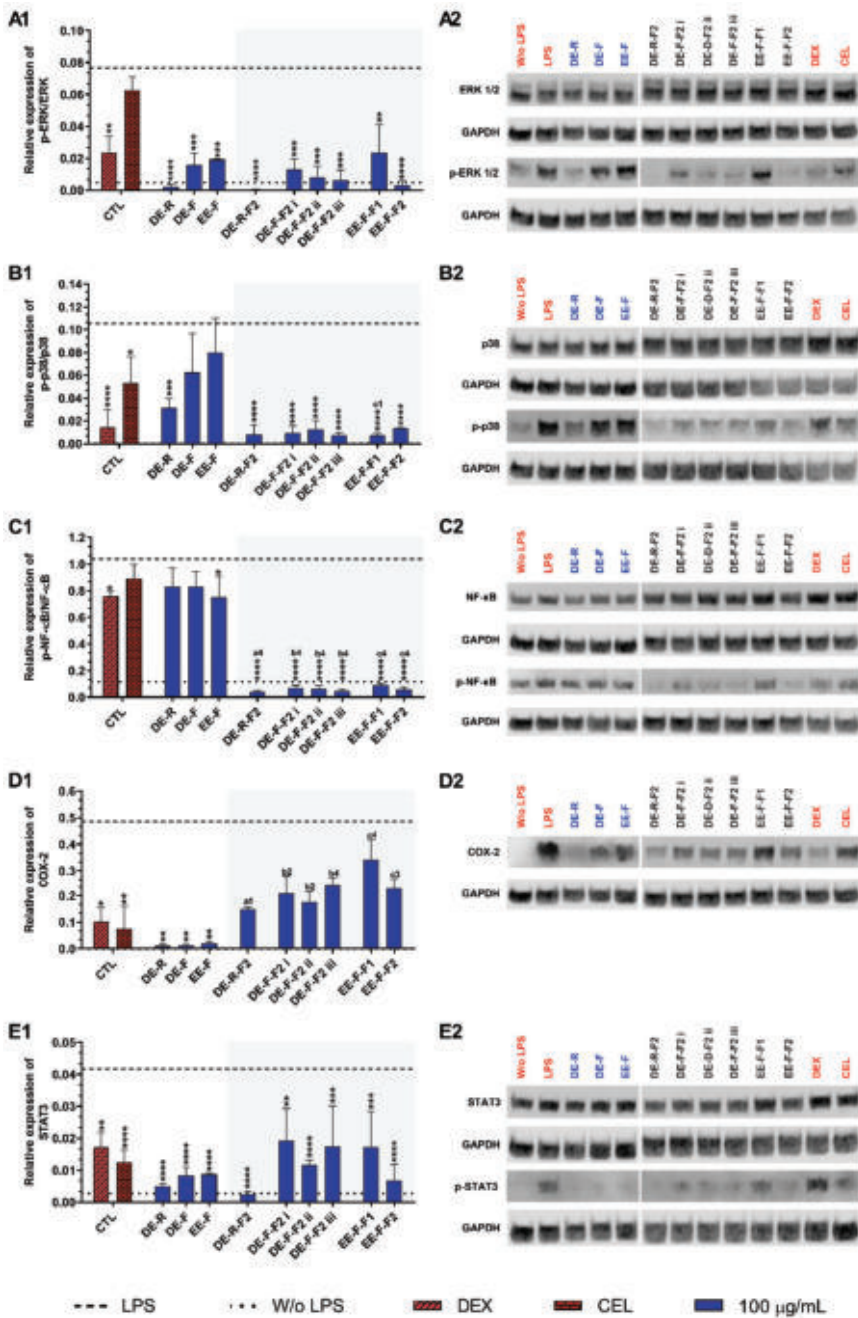 A1
Relative expression of
p-ERK/ERK
0.10
0.08
0.06
0.04
0.02
0.00
CTL
DE-R
DE-F
EE-F
DE-R-F2
DE-F-F2 i
DE-F-F2 ii
DE-F-F2 iii
EE-F-F1
EE-F-F2
A2
W/o LPS
LPS
DE-R
DE-F
EE-F
DE-R-F2
DE-F-F2 i
DE-D-F2 ii
DE-F-F2 iii
EE-F-F1
EE-F-F2
DEX
CEL
ERK 1/2
GAPDH
p-ERK 1/2
GAPDH
B1
Relative expression of
p-p38/p38
0.14
0.12
0.10
0.08
0.06
0.04
0.02
0.00
CTL
DE-R
DE-F
EE-F
DE-R-F2
DE-F-F2 i
DE-F-F2 ii
DE-F-F2 iii
EE-F-F1
EE-F-F2
B2
W/o LPS
LPS
DE-R
DE-F
EE-F
DE-R-F2
DE-F-F2 i
DE-D-F2 ii
DE-F-F2 iii
EE-F-F1
EE-F-F2
DEX
CEL
p38
GAPDH
p-p38
GAPDH
C1
Relative expression of
p-NF-κB/NF-κB
1.2
1.0
0.8
0.6
0.4
0.2
0.0
CTL
DE-R
DE-F
EE-F
DE-R-F2
DE-F-F2 i
DE-F-F2 ii
DE-F-F2 iii
EE-F-F1
EE-F-F2
C2
W/o LPS
LPS
DE-R
DE-F
EE-F
DE-R-F2
DE-F-F2 i
DE-D-F2 ii
DE-F-F2 iii
EE-F-F1
EE-F-F2
DEX
CEL
NF-κB
GAPDH
p-NF-κB
GAPDH
D1
Relative expression of
COX-2
0.6
0.5
0.4
0.3
0.2
0.1
0.0
CTL
DE-R
DE-F
EE-F
DE-R-F2
DE-F-F2 i
DE-F-F2 ii
DE-F-F2 iii
EE-F-F1
EE-F-F2
D2
W/o LPS
LPS
DE-R
DE-F
EE-F
DE-R-F2
DE-F-F2 i
DE-D-F2 ii
DE-F-F2 iii
EE-F-F1
EE-F-F2
DEX
CEL
COX-2
GAPDH
E1
Relative expression of
STAT3
0.05
0.04
0.03
0.02
0.01
0.00
CTL
DE-R
DE-F
EE-F
DE-R-F2
DE-F-F2 i
DE-F-F2 ii
DE-F-F2 iii
EE-F-F1
EE-F-F2
E2
W/o LPS
LPS
DE-R
DE-F
EE-F
DE-R-F2
DE-F-F2 i
DE-D-F2 ii
DE-F-F2 iii
EE-F-F1
EE-F-F2
DEX
CEL
STAT3
GAPDH
p-STAT3
GAPDH
LPS
W/o LPS
DEX
CEL
100 µg/mL